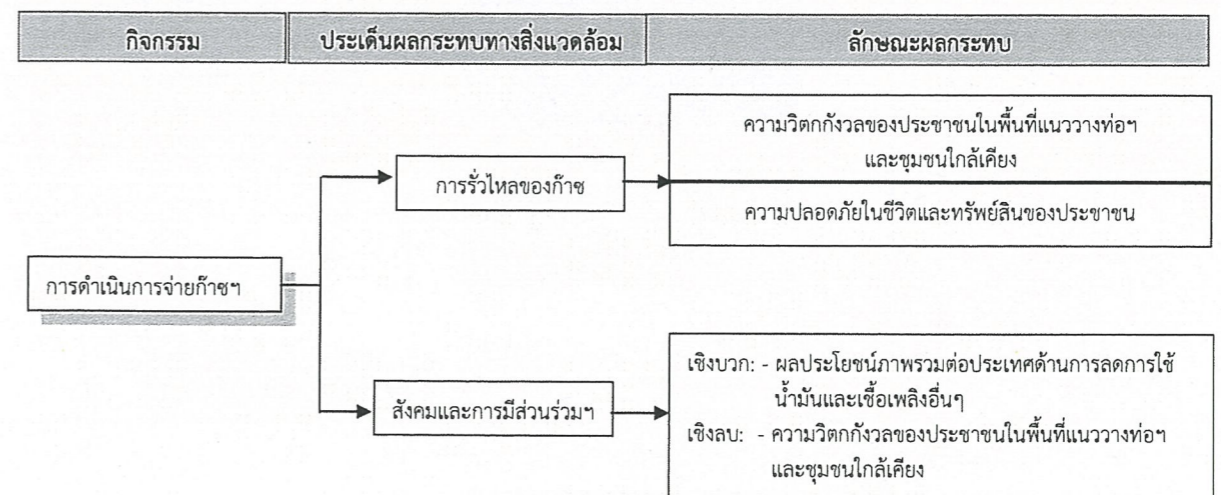 กิจกรรม
ประเด็นผลกระทบทางสิ่งแวดล้อม
ลักษณะผลกระทบ
ความวิตกกังวลของประชาชนในพื้นที่แนววางท่อฯ
และชุมชนใกล้เคียง
การรั่วไหลของก๊าซ
ความปลอดภัยในชีวิตและทรัพย์สินของประชาชน
การดำเนินการจ่ายก๊าซฯ
เชิงบวก: - ผลประโยชน์ภาพรวมต่อประเทศด้านการลดการใช้
น้ำมันและเชื้อเพลิงอื่นๆ
สังคมและการมีส่วนร่วมฯ
เชิงลบ: - ความวิตกกังวลของประชาชนในพื้นที่แนววางท่อฯ
และชุมชนใกล้เคียง